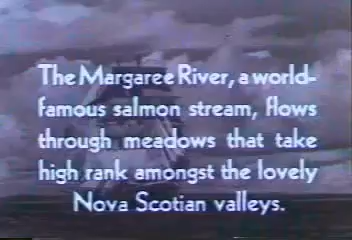 The Margaree River, a world-
famous salmon stream, flows
through meadows that take
high rank amongst the lovely
Nova Scotian valleys.